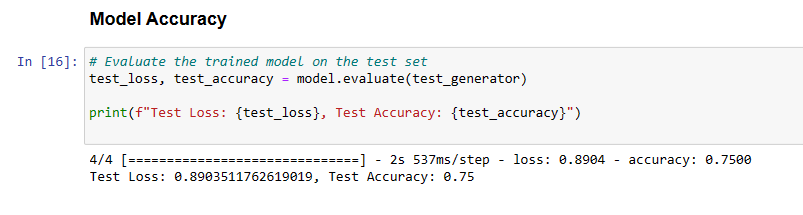 Model Accuracy
In [16]: # Evaluate the trained model on the test set
test_loss, test_accuracy = model.evaluate(test_generator)
print(f"Test Loss: {test_loss}, Test Accuracy: {test_accuracy}")
4/4 [==============================] - 2s 537ms/step - loss: 0.8904 - accuracy: 0.7500
Test Loss: 0.8903511762619019, Test Accuracy: 0.75